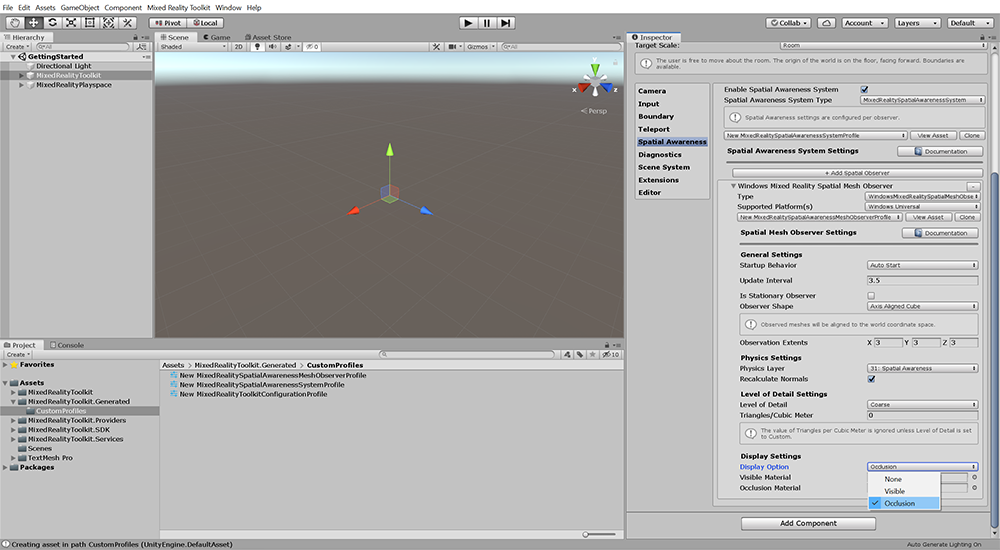 File Edit Assets GameObject Component Mixed Reality Toolkit Window Help
Pivot Local Collab Account Layers Default
Hierarchy
Create All
GettingStarted
Directional Light
MixedRealityToolkit
MixedRealityPlayspace
Scene Game Asset Store
Shaded 2D 0 Gizmos All
x z
Persp
Project Console
Create 10
Favorites
Assets
MixedRealityToolkit
MixedRealityToolkit.Generated
CustomProfiles
MixedRealityToolkit.Providers
MixedRealityToolkit.SDK
MixedRealityToolkit.Services
Scenes
TextMesh Pro
Packages
Assets MixedRealityToolkit.Generated CustomProfiles
New MixedRealitySpatialAwarenessMeshObserverProfile
New MixedRealitySpatialAwarenessSystemProfile
New MixedRealityToolkitConfigurationProfile
Inspector
Target Scale: Room
The user is free to move about the room. The origin of the world is on the floor, facing forward. Boundaries are
available.
Camera
Input
Boundary
Teleport
Spatial Awareness
Diagnostics
Scene System
Extensions
Editor
Enable Spatial Awareness System
Spatial Awareness System Type MixedRealitySpatialAwarenessSystem
Spatial Awareness settings are configured per observer.
New MixedRealitySpatialAwarenessSystemProfile View Asset Clone
Spatial Awareness System Settings Documentation
+ Add Spatial Observer
Windows Mixed Reality Spatial Mesh Observer -
Type WindowsMixedRealitySpatialMeshObse
Supported Platform(s) Windows Universal
New MixedRealitySpatialAwarenessMeshObserverProfile View Asset Clone
Spatial Mesh Observer Settings Documentation
General Settings
Startup Behavior Auto Start
Update Interval 3.5
Is Stationary Observer
Observer Shape Axis Aligned Cube
Observed meshes will be aligned to the world coordinate space.
Observation Extents X 3 Y 3 Z 3
Physics Settings
Physics Layer 31: Spatial Awareness
Recalculate Normals
Level of Detail Settings
Level of Detail Coarse
Triangles/Cubic Meter 0
The value of Triangles per Cubic Meter is ignored unless Level of Detail is set
to Custom.
Display Settings
Display Option Occlusion
Visible Material
Occlusion Material
None
Visible
Occlusion
Add Component
Creating asset in path CustomProfiles (UnityEngine.DefaultAsset)
Auto Generate Lighting On